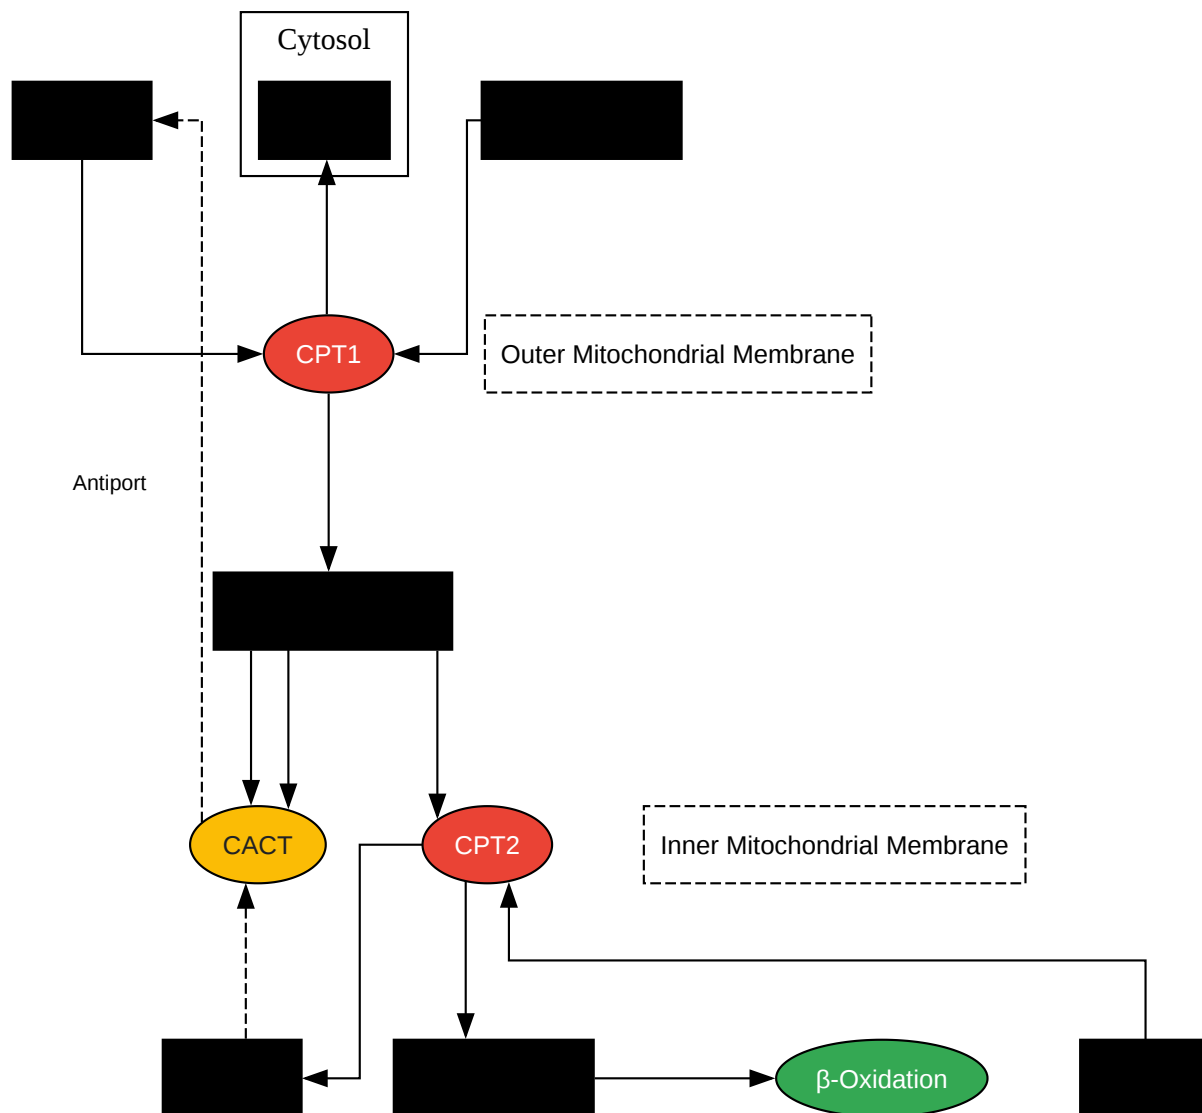 Cytosol
CPT1
Outer Mitochondrial Membrane
Antiport
CACT
CPT2
Inner Mitochondrial Membrane
β-Oxidation